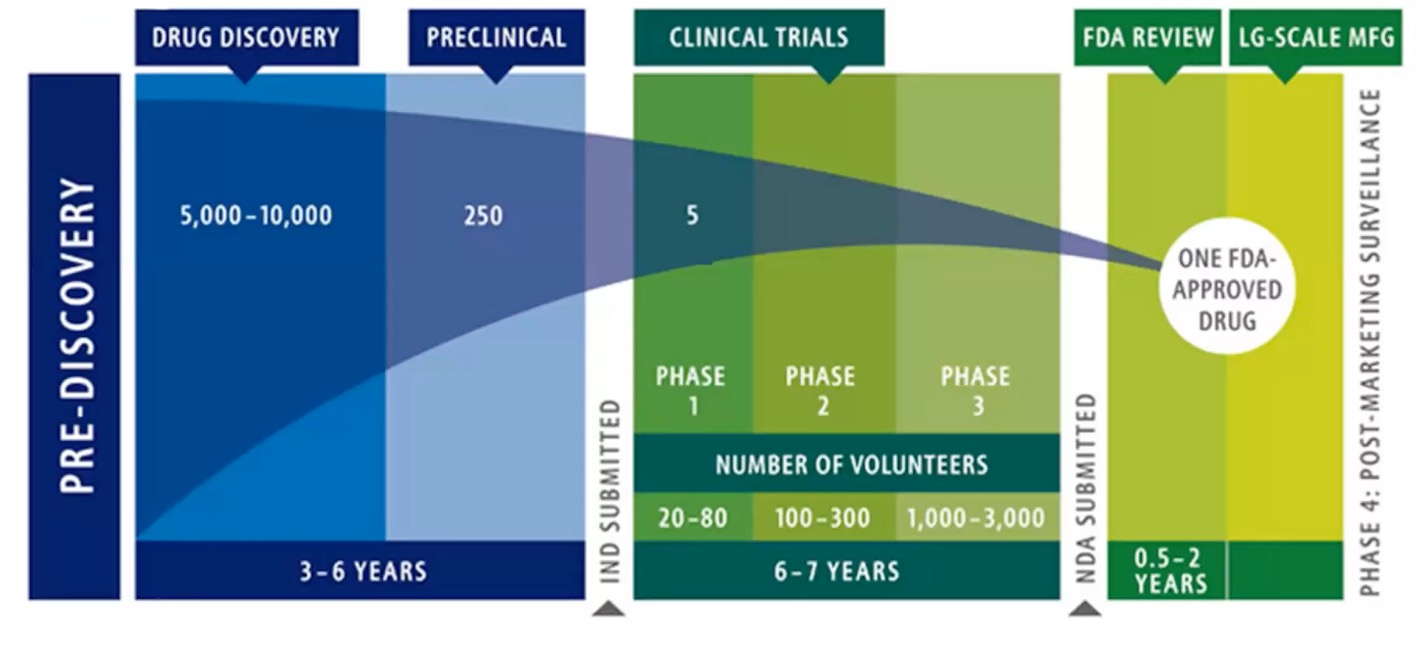 DRUG DISCOVERY
PRECLINICAL
CLINICAL TRIALS
FDA REVIEW
LG-SCALE MFG
PRE-DISCOVERY
5,000–10,000
250
5
ONE FDA-
APPROVED
DRUG
PHASE
1
PHASE
2
PHASE
3
NUMBER OF VOLUNTEERS
20–80
100–300
1,000–3,000
3–6 YEARS
IND SUBMITTED
6–7 YEARS
NDA SUBMITTED
0.5–2
YEARS
PHASE 4: POST-MARKETING SURVEILLANCE